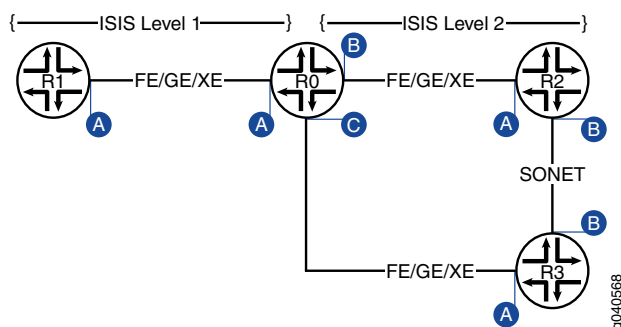 { ISIS Level 1 }
{ ISIS Level 2 }
B
R1 FE/GE/XE R0 FE/GE/XE R2
A A C A B
SONET
B
FE/GE/XE R3
A
g040568